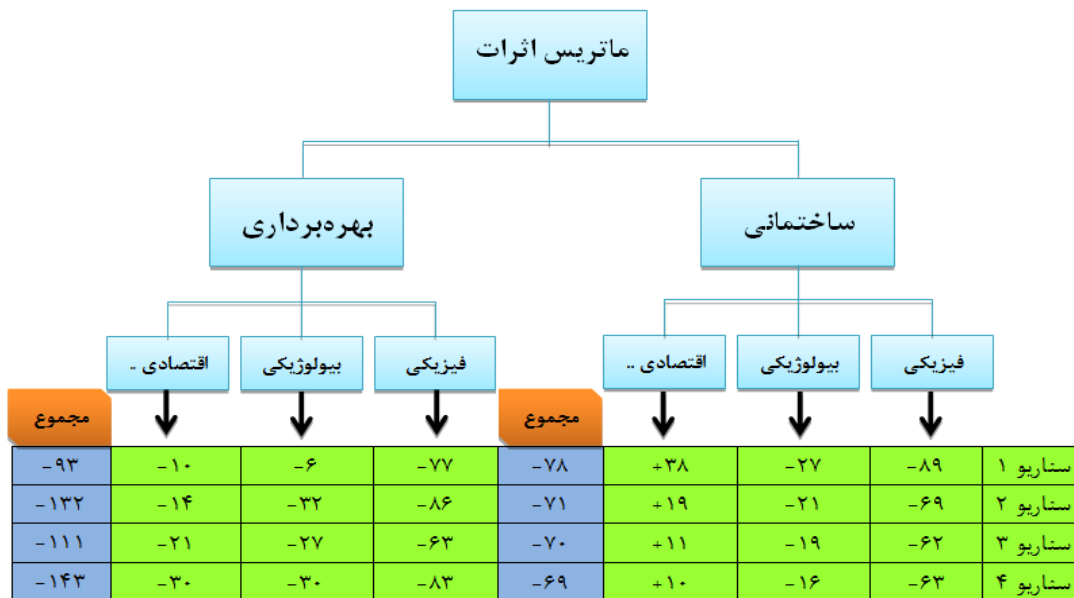 ماتریس اثرات
ساختمانی
بهره‌برداری
فیزیکی
بیولوژیکی
اقتصادی ..
فیزیکی
بیولوژیکی
اقتصادی ..
مجموع
مجموع
سناریو ۱ -۸۹ -۲۷ +۳۸ -۷۸ -۷۷ -۶ -۱۰ -۹۳
سناریو ۲ -۶۹ -۲۱ +۱۹ -۷۱ -۸۶ -۳۲ -۱۴ -۱۳۲
سناریو ۳ -۶۲ -۱۹ +۱۱ -۷۰ -۶۳ -۲۷ -۲۱ -۱۱۱
سناریو ۴ -۶۳ -۱۶ +۱۰ -۶۹ -۸۳ -۳۰ -۳۰ -۱۴۳